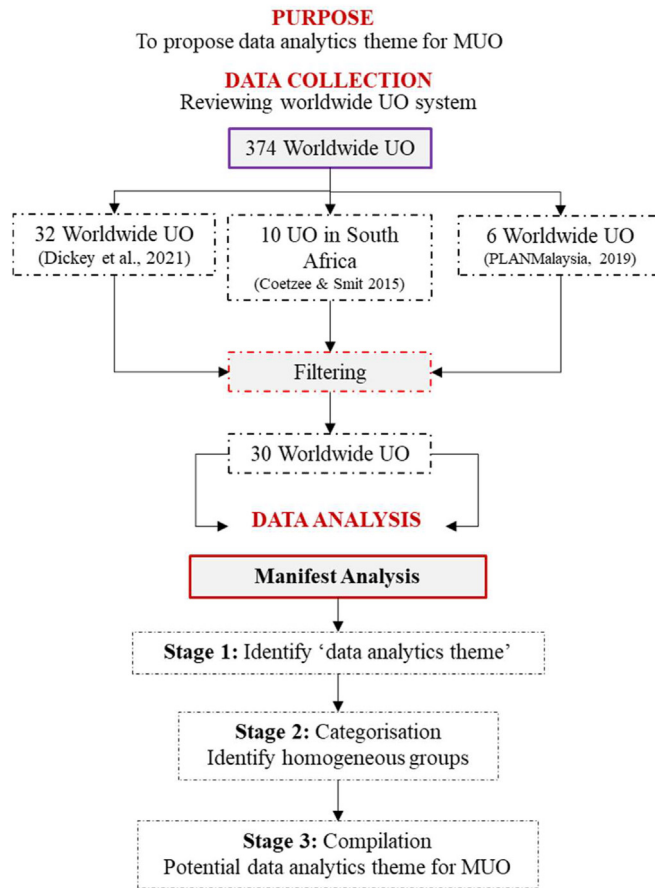 PURPOSE
To propose data analytics theme for MUO
DATA COLLECTION
Reviewing worldwide UO system
374 Worldwide UO
32 Worldwide UO
(Dickey et al., 2021)
10 UO in South
Africa
(Coetzee & Smit 2015)
6 Worldwide UO
(PLANMalaysia, 2019)
Filtering
30 Worldwide UO
DATA ANALYSIS
Manifest Analysis
Stage 1: Identify ‘data analytics theme’
Stage 2: Categorisation
Identify homogeneous groups
Stage 3: Compilation
Potential data analytics theme for MUO